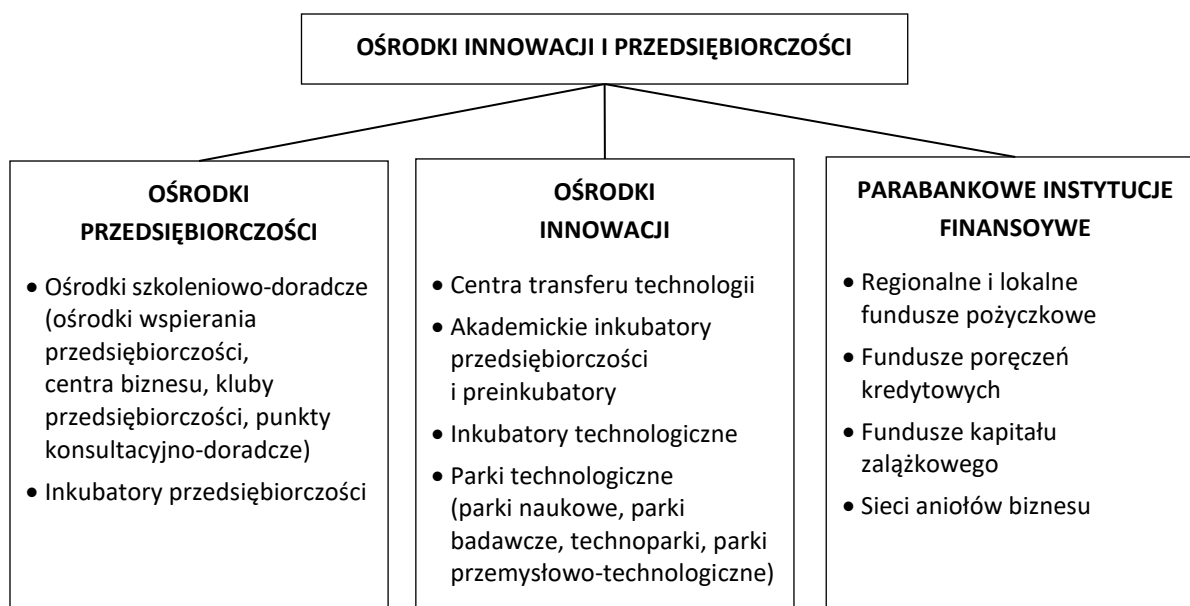 OŚRODKI INNOWACJI I PRZEDSIĘBIORCZOŚCI
OŚRODKI
PRZEDSIĘBIORCZOŚCI
• Ośrodki szkoleniowo-doradcze
(ośrodki wspierania
przedsiębiorczości,
centra biznesu, kluby
przedsiębiorczości, punkty
konsultacyjno-doradcze)
• Inkubatory przedsiębiorczości
OŚRODKI
INNOWACJI
• Centra transferu technologii
• Akademickie inkubatory
przedsiębiorczości
i preinkubatory
• Inkubatory technologiczne
• Parki technologiczne
(parki naukowe, parki
badawcze, technoparki, parki
przemysłowo-technologiczne)
PARABANKOWE INSTYTUCJE
FINANSOYWE
• Regionalne i lokalne
fundusze pożyczkowe
• Fundusze poręczeń
kredytowych
• Fundusze kapitału
zalążkowego
• Sieci aniołów biznesu